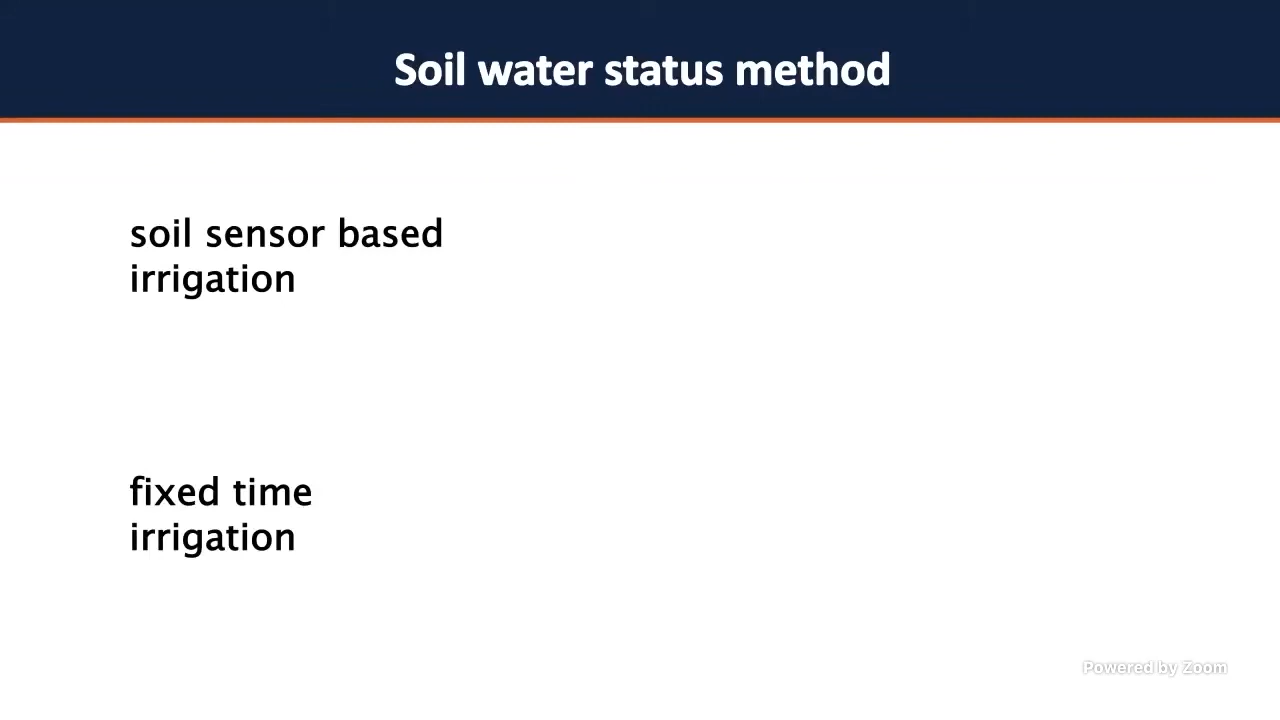 Soil water status method
soil sensor based
irrigation
fixed time
irrigation
Powered by Zoom